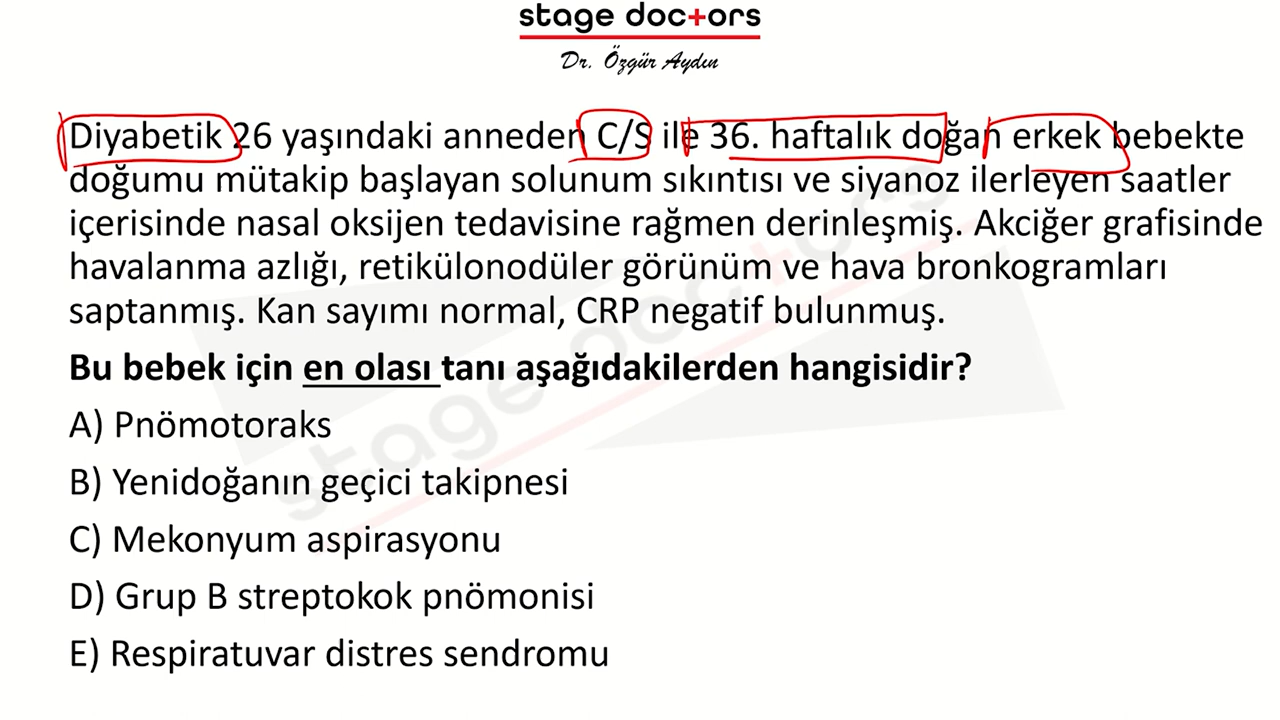 stage doctors
Dr. Özgür Aydın
Diyabetik 26 yaşındaki anneden C/S ile 36. haftalık doğan erkek bebekte
doğumu mütakip başlayan solunum sıkıntısı ve siyanoz ilerleyen saatler
içerisinde nasal oksijen tedavisine rağmen derinleşmiş. Akciğer grafisinde
havalanma azlığı, retikülonodüler görünüm ve hava bronkogramları
saptanmış. Kan sayımı normal, CRP negatif bulunmuş.
Bu bebek için en olası tanı aşağıdakilerden hangisidir?
A) Pnömotoraks
B) Yenidoğanın geçici takipnesi
C) Mekonyum aspirasyonu
D) Grup B streptokok pnömonisi
E) Respiratuvar distres sendromu
stage doctors